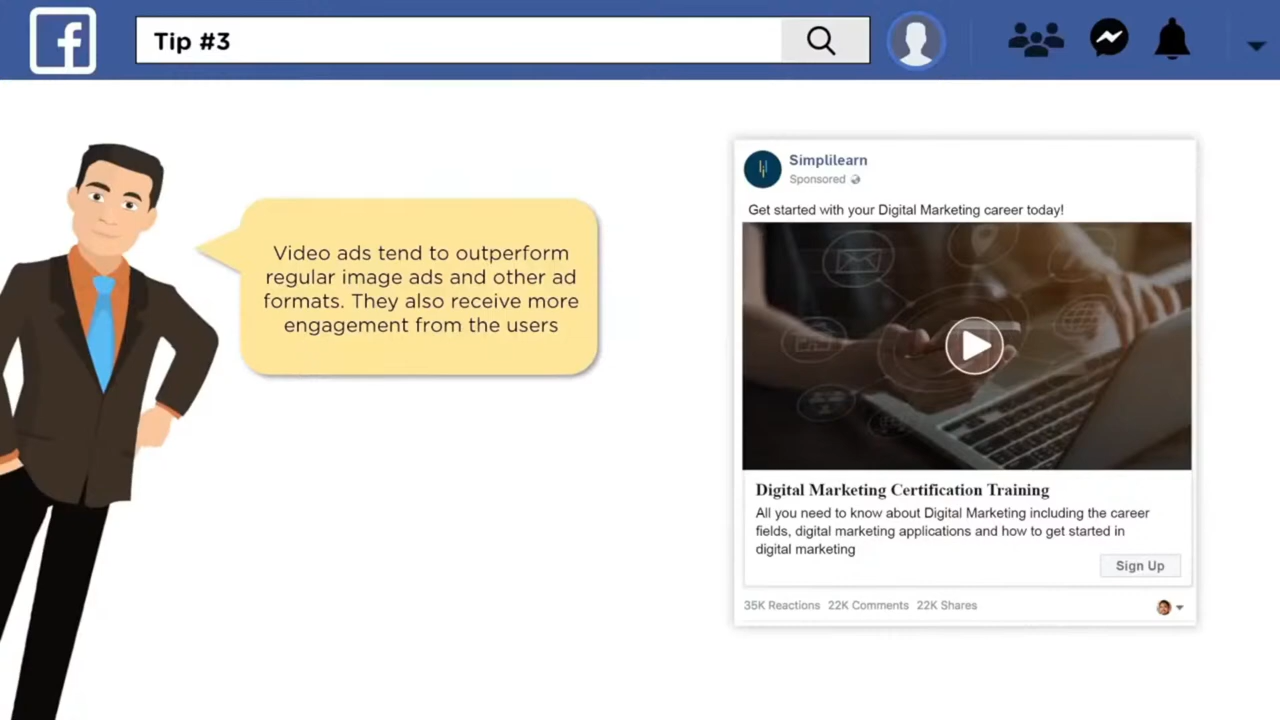 Tip #3
Video ads tend to outperform
regular image ads and other ad
formats. They also receive more
engagement from the users
Simplilearn
Sponsored
Get started with your Digital Marketing career today!
Digital Marketing Certification Training
All you need to know about Digital Marketing including the career
fields, digital marketing applications and how to get started in
digital marketing
Sign Up
35K Reactions 22K Comments 22K Shares